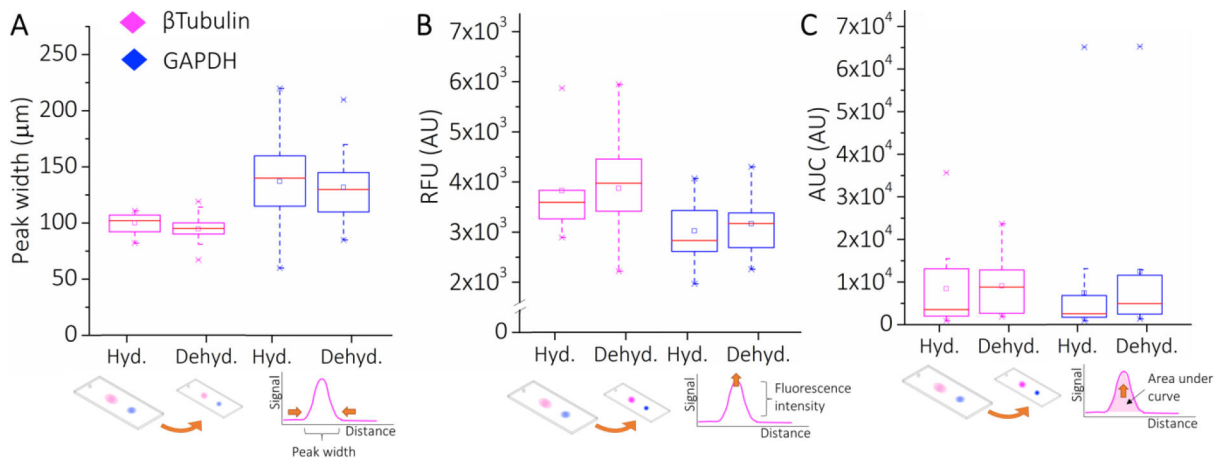 A
βTubulin
GAPDH
Peak width (μm)
250
200
150
100
50
0
Hyd. Dehyd. Hyd. Dehyd.
Signal
Distance
Peak width
B
RFU (AU)
7x10³
6x10³
5x10³
4x10³
3x10³
2x10³
0
Hyd. Dehyd. Hyd. Dehyd.
Signal
Fluorescence
intensity
Distance
C
AUC (AU)
7x10⁴
6x10⁴
5x10⁴
4x10⁴
3x10⁴
2x10⁴
1x10⁴
0
Hyd. Dehyd. Hyd. Dehyd.
Signal
Area under
curve
Distance